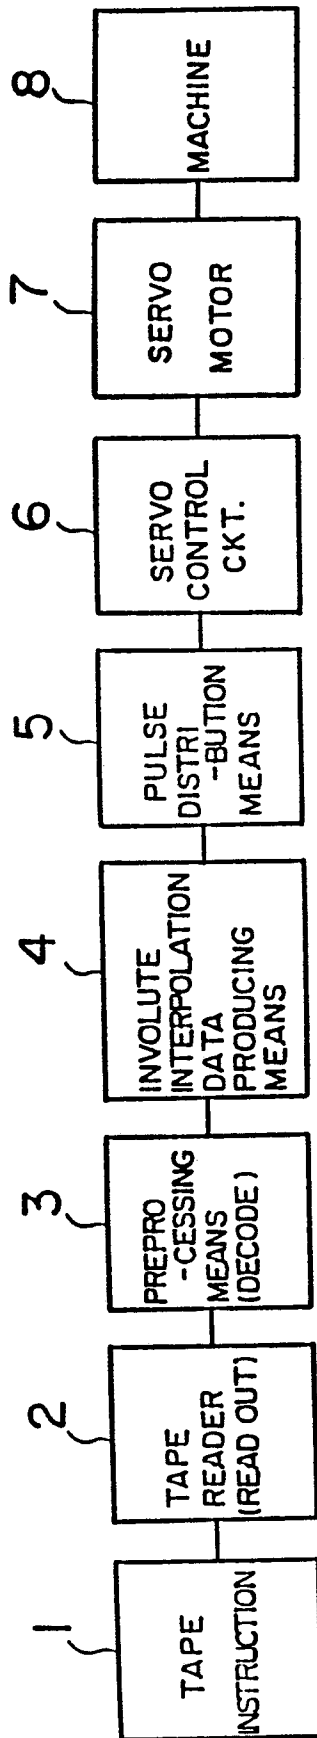 1
TAPE
INSTRUCTION
2
TAPE
READER
(READ OUT)
3
PREPRO
-CESSING
MEANS
(DECODE)
4
INVOLUTE
INTERPOLATION
DATA
PRODUCING
MEANS
5
PULSE
DISTRI
-BUTION
MEANS
6
SERVO
CONTROL
CKT.
7
SERVO
MOTOR
8
MACHINE